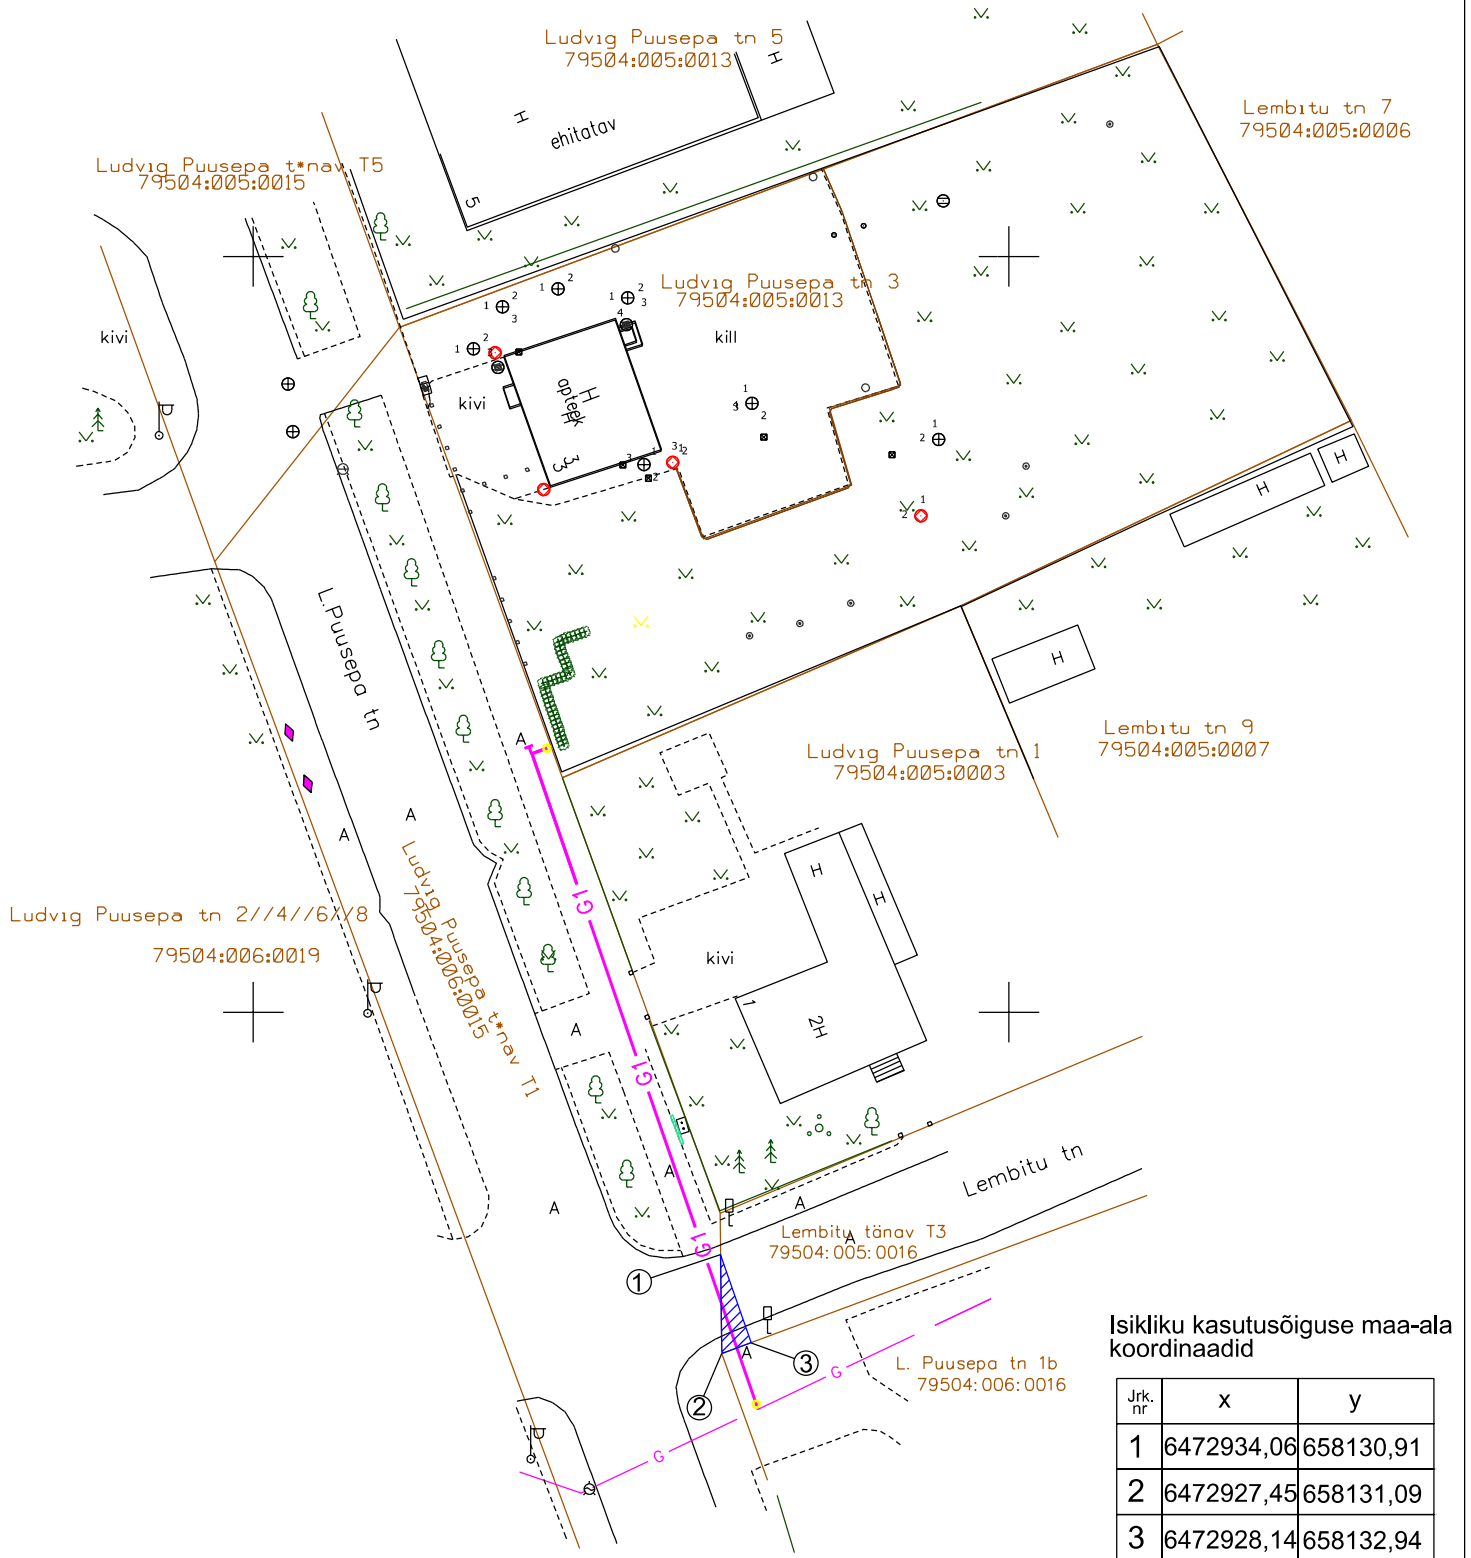 Ludvig Puusepa tn 5
79504:005:0013
H
H
ehitatav
5
Lembitu tn 7
79504:005:0006
Ludvig Puusepa t*nav T5
79504:005:0015
Ludvig Puusepa tn 3
79504:005:0013
kivi
kill
kivi
H
apteek
3
3
H
H
L.Puusepa tn
H
Lembitu tn 9
79504:005:0007
Ludvig Puusepa tn 1
79504:005:0003
A
A
A
H
H
Ludvig Puusepa tn 2//4//6//8
79504:006:0019
Ludvig Puusepa t*nav T1
79504:006:0015
G1
kivi
1
2H
A
G1
A
A
Lembitu tn
A
Lembitu tänav T3
79504:005:0016
A
G1
1
A
3
2
L. Puusepa tn 1b
79504:006:0016
G
G
Isikliku kasutusõiguse maa-ala
koordinaadid
Jrk. nr x y
1 6472934,06 658130,91
2 6472927,45 658131,09
3 6472928,14 658132,94